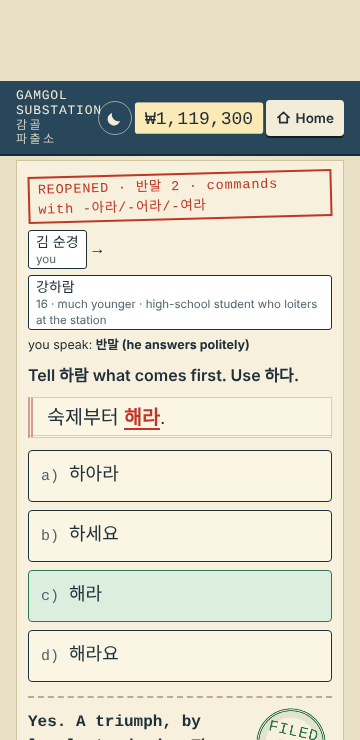 GAMGOL
SUBSTATION
감골
파출소
₩1,119,300
Home
REOPENED · 반말 2 · commands
with -아라/-어라/-여라
김 순경
you
→
강하람
16 · much younger · high-school student who loiters
at the station
you speak: 반말 (he answers politely)
Tell 하람 what comes first. Use 하다.
숙제부터 해라.
a) 하아라
b) 하세요
c) 해라
d) 해라요
Yes. A triumph, by
FILED